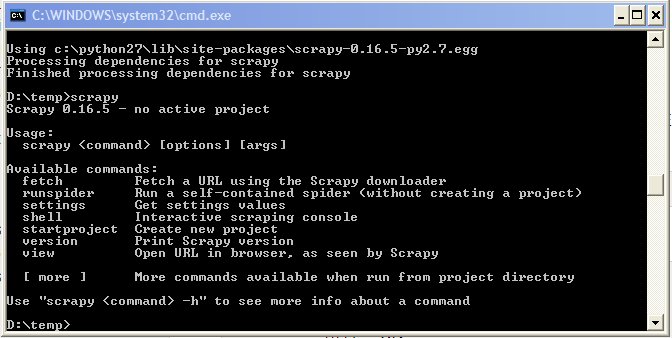 C:\WINDOWS\system32\cmd.exe
Using c:\python27\lib\site-packages\scrapy-0.16.5-py2.7.egg
Processing dependencies for scrapy
Finished processing dependencies for scrapy
D:\temp>scrapy
Scrapy 0.16.5 - no active project
Usage:
scrapy <command> [options] [args]
Available commands:
fetch Fetch a URL using the Scrapy downloader
runspider Run a self-contained spider (without creating a project)
settings Get settings values
shell Interactive scraping console
startproject Create new project
version Print Scrapy version
view Open URL in browser, as seen by Scrapy
[ more ] More commands available when run from project directory
Use "scrapy <command> -h" to see more info about a command
D:\temp>